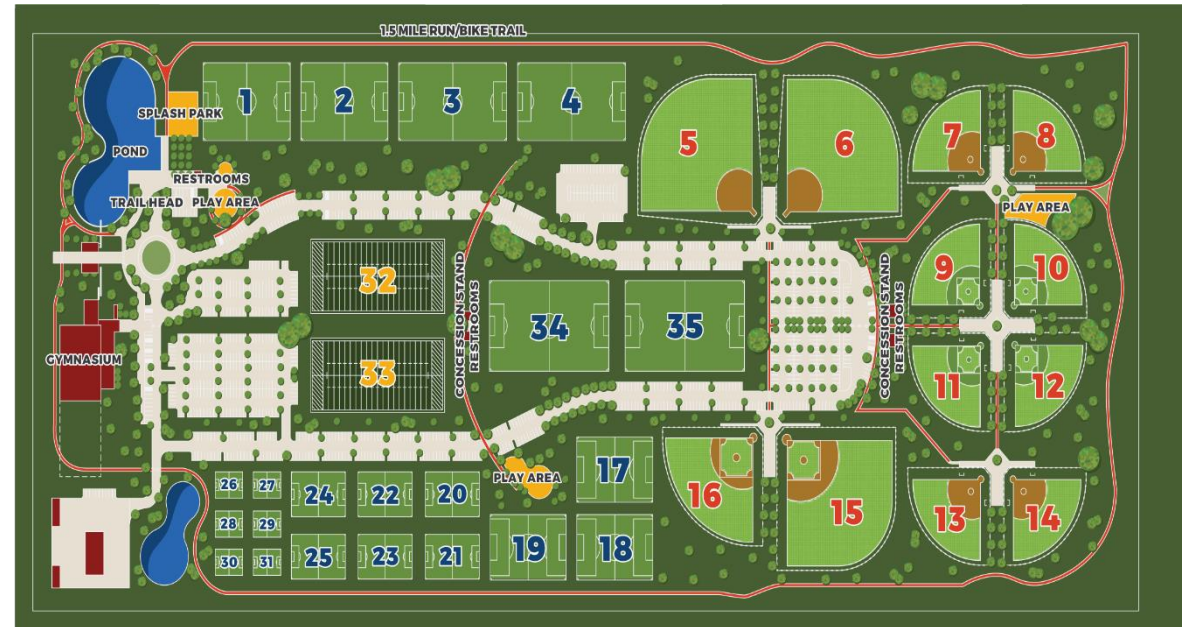 1.5 MILE RUN/BIKE TRAIL
1
2
3
4
5
6
7
8
SPLASH PARK
POND
RESTROOMS
TRAIL HEAD
PLAY AREA
PLAY AREA
32
CONCESSION STAND
RESTROOMS
34
35
CONCESSION STAND
RESTROOMS
9
10
GYMNASIUM
33
11
12
26
27
24
22
20
PLAY AREA
17
16
15
13
14
28
29
30
31
25
23
21
19
18